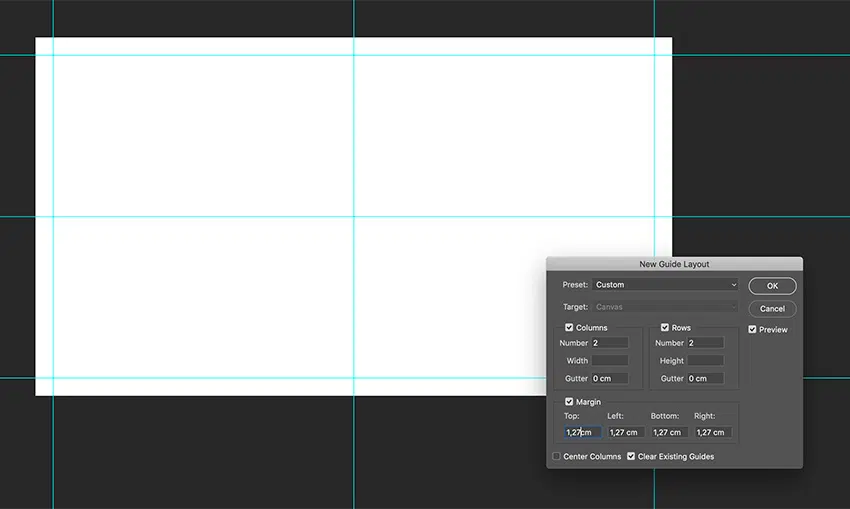 New Guide Layout
Preset: Custom
OK
Target: Canvas
Cancel
Columns
Rows
Preview
Number 2
Number 2
Width
Height
Gutter 0 cm
Gutter 0 cm
Margin
Top: Left: Bottom: Right:
1,27cm 1,27 cm 1,27 cm 1,27 cm
Center Columns Clear Existing Guides